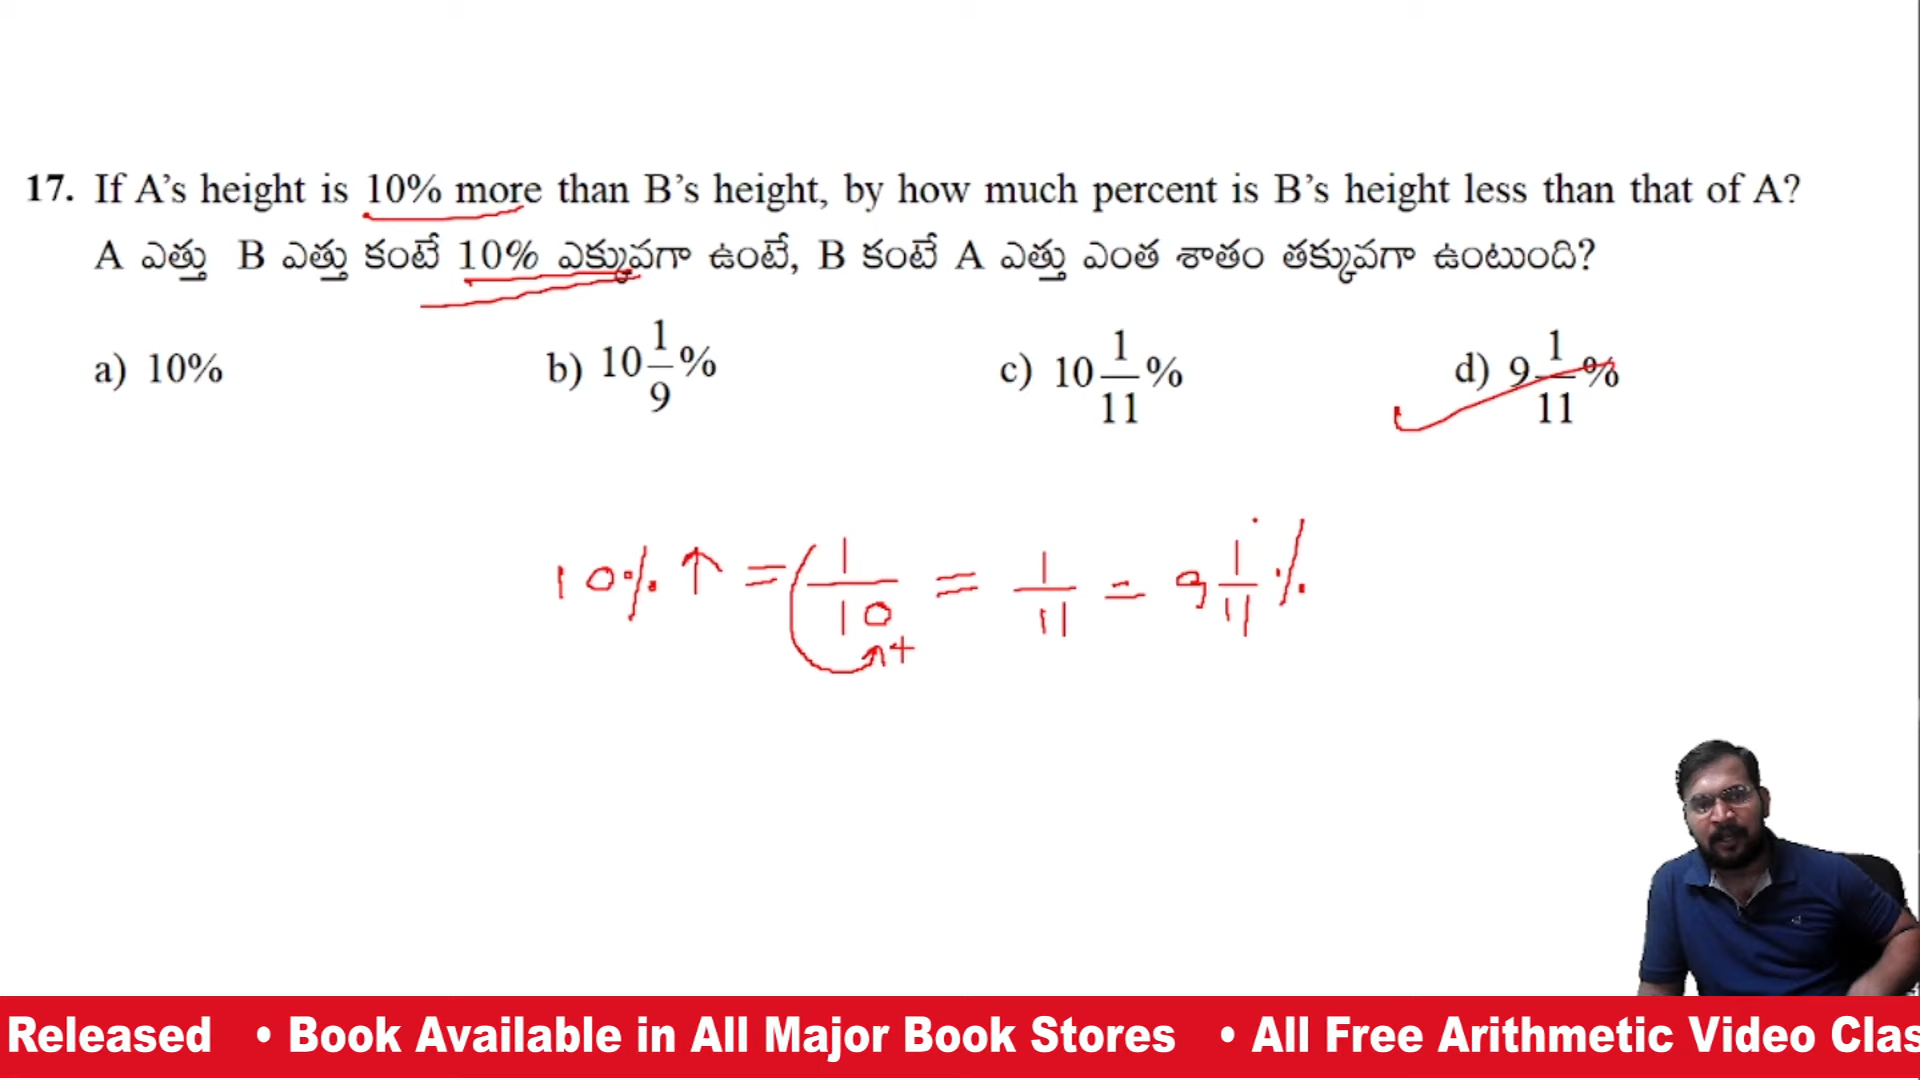 17. If A’s height is 10% more than B’s height, by how much percent is B’s height less than that of A?
A ఎత్తు B ఎత్తు కంటే 10% ఎక్కువగా ఉంటే, B కంటే A ఎత్తు ఎంత శాతం తక్కువగా ఉంటుంది?
a) 10% b) 10 1/9 % c) 10 1/11 % d) 9 1/11 %
10% ↑ = 1/10 + = 1/11 = 9 1/11 %
Released • Book Available in All Major Book Stores • All Free Arithmetic Video Clas